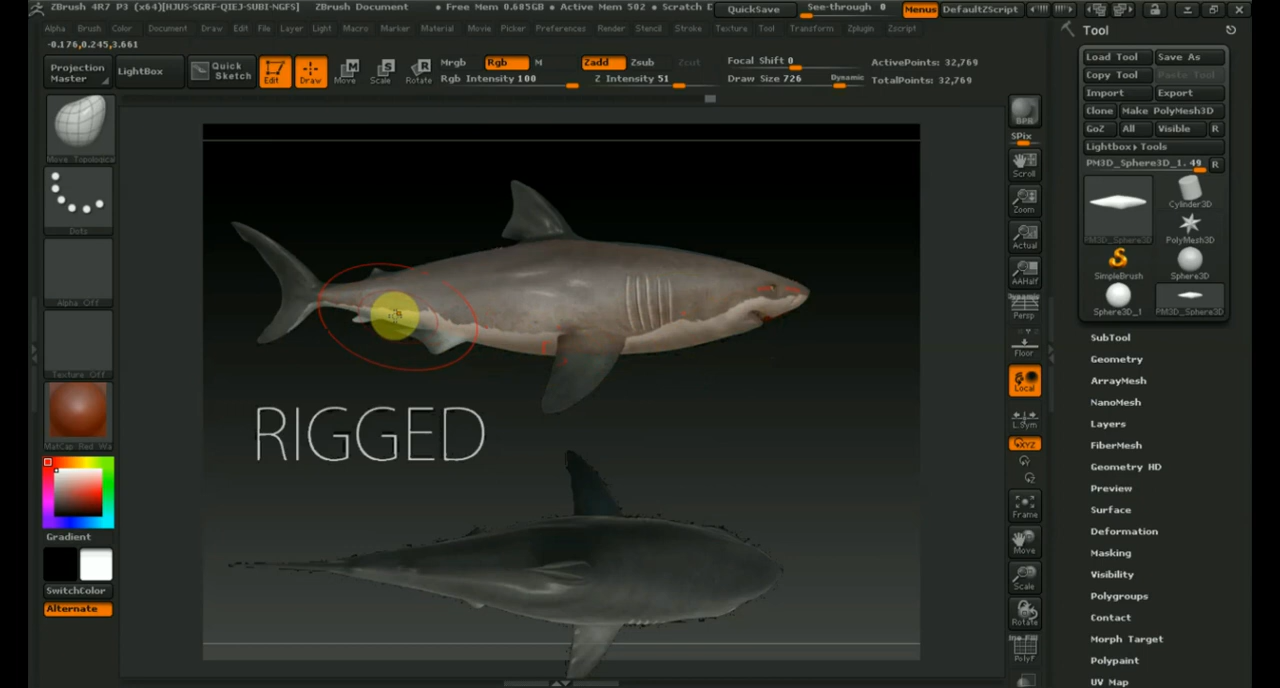 ZBrush 4R7 P3 (x64)[HJUS-SGRF-QIEJ-SUBI-NGFS] ZBrush Document • Free Mem 0.685GB • Active Mem 502 • Scratch D QuickSave See-through 0 Menus DefaultZScript
Alpha Brush Color Document Draw Edit File Layer Light Macro Marker Material Movie Picker Preferences Render Stencil Stroke Texture Tool Transform Zplugin Zscript
-0.176,0.245,3.661
Projection Master
LightBox
Quick Sketch
Edit
Draw
Move
Scale
Rotate
Mrgb Rgb M
Rgb Intensity 100
Zadd Zsub Zcut
Z Intensity 51
Focal Shift 0
Draw Size 726 Dynamic
ActivePoints: 32,769
TotalPoints: 32,769
Move Topological
Dots
Alpha Off
Texture Off
MatCap Red Wa
Gradient
SwitchColor
Alternate
RIGGED
BPR
SPix
Scroll
Zoom
Actual
AAHalf
Dynamic
Persp
Floor
Local
L.Sym
XYZ
Frame
Move
Scale
Rotate
PolyF
Tool
Load Tool Save As
Copy Tool Paste Tool
Import Export
Clone Make PolyMesh3D
GoZ All Visible R
Lightbox▸Tools
PM3D_Sphere3D_1. 49 R
PM3D_Sphere3D
Cylinder3D
PolyMesh3D
SimpleBrush
Sphere3D
Sphere3D_1
PM3D_Sphere3D
SubTool
Geometry
ArrayMesh
NanoMesh
Layers
FiberMesh
Geometry HD
Preview
Surface
Deformation
Masking
Visibility
Polygroups
Contact
Morph Target
Polypaint
UV Map